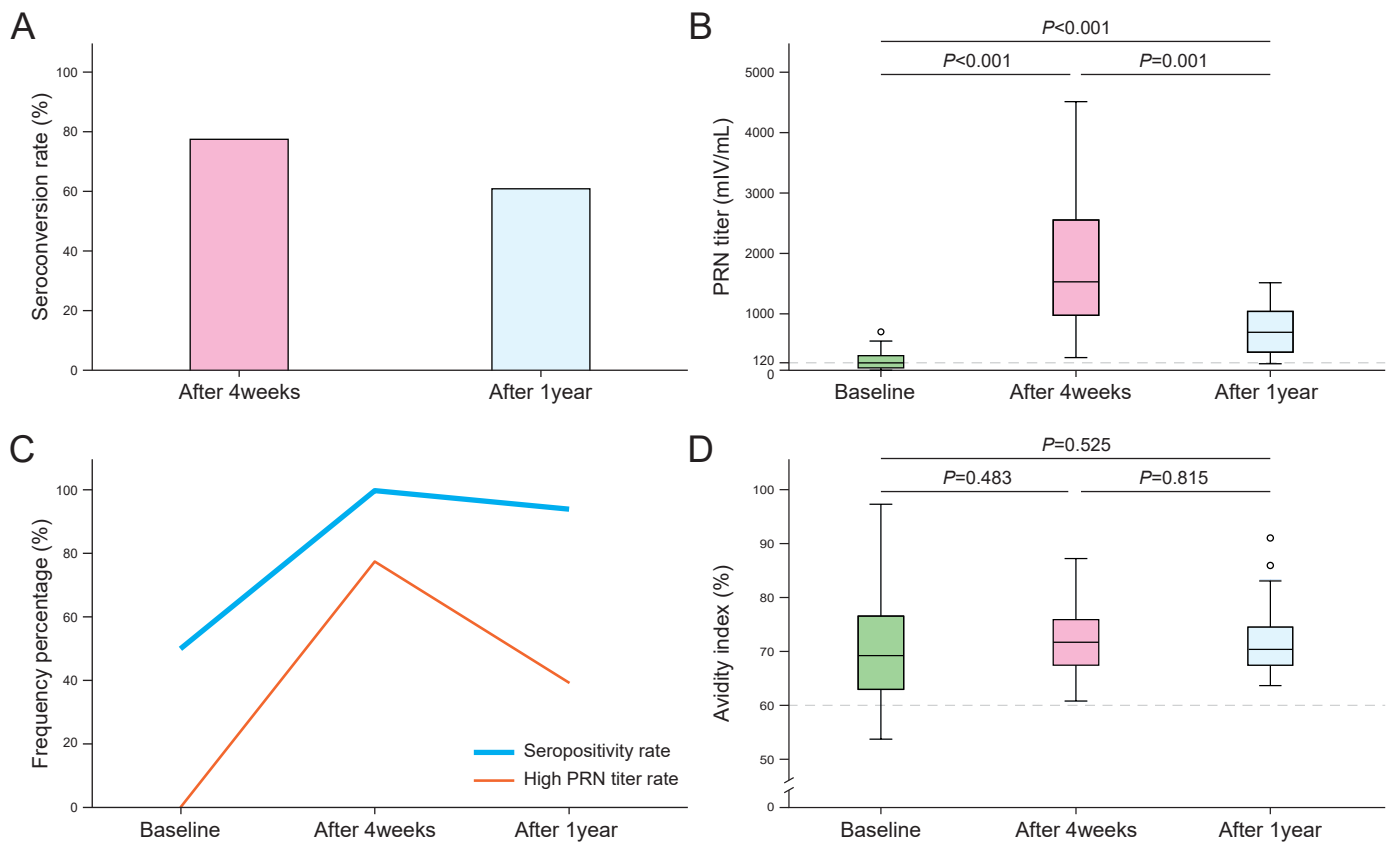 A
Seroconversion rate (%)
100
80
60
40
20
0
After 4weeks
After 1year
B
PRN titer (mIV/mL)
P<0.001
P<0.001
P=0.001
5000
4000
3000
2000
1000
120
0
Baseline
After 4weeks
After 1year
C
Frequency percentage (%)
100
80
60
40
20
0
Seropositivity rate
High PRN titer rate
Baseline
After 4weeks
After 1year
D
Avidity index (%)
P=0.525
P=0.483
P=0.815
100
90
80
70
60
50
0
Baseline
After 4weeks
After 1year